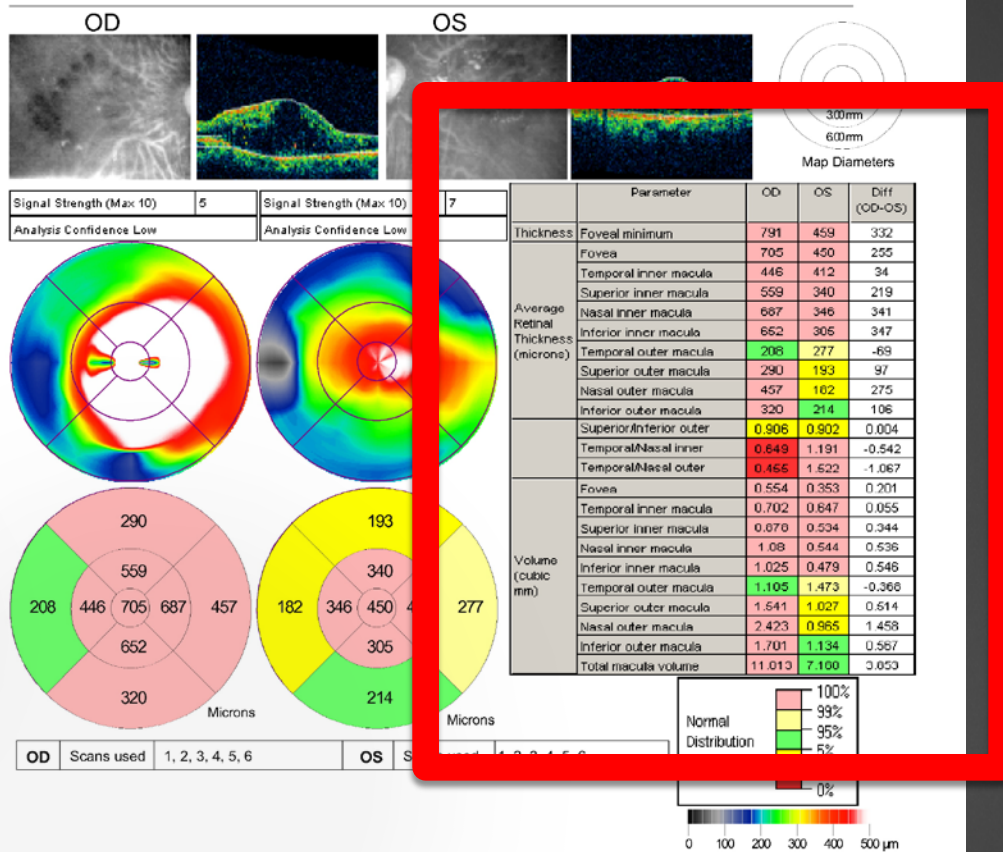 OD OS
3.00 mm
6.00 mm
Map Diameters
Signal Strength (Max 10) 5 Signal Strength (Max 10) 7
Analysis Confidence Low Analysis Confidence Low
Parameter OD OS Diff (OD-OS)
Thickness Foveal minimum 791 459 332
Average Retinal Thickness (microns)
Fovea 705 450 255
Temporal inner macula 446 412 34
Superior inner macula 559 340 219
Nasal inner macula 687 346 341
Inferior inner macula 652 305 347
Temporal outer macula 208 277 -69
Superior outer macula 290 193 97
Nasal outer macula 457 182 275
Inferior outer macula 320 214 106
Superior/Inferior outer 0.906 0.902 0.004
Temporal/Nasal inner 0.649 1.191 -0.542
Temporal/Nasal outer 0.455 1.522 -1.067
Volume (cubic mm)
Fovea 0.554 0.353 0.201
Temporal inner macula 0.702 0.647 0.055
Superior inner macula 0.878 0.534 0.344
Nasal inner macula 1.08 0.544 0.536
Inferior inner macula 1.025 0.479 0.546
Temporal outer macula 1.105 1.473 -0.368
Superior outer macula 1.541 1.027 0.514
Nasal outer macula 2.423 0.965 1.458
Inferior outer macula 1.701 1.134 0.567
Total macula volume 11.013 7.160 3.853
290
559
208 446 705 687 457
652
320
Microns
193
340
182 346 450 277
305
214
Microns
OD Scans used 1, 2, 3, 4, 5, 6 OS
Normal Distribution
100%
99%
95%
5%
0%
0 100 200 300 400 500 µm